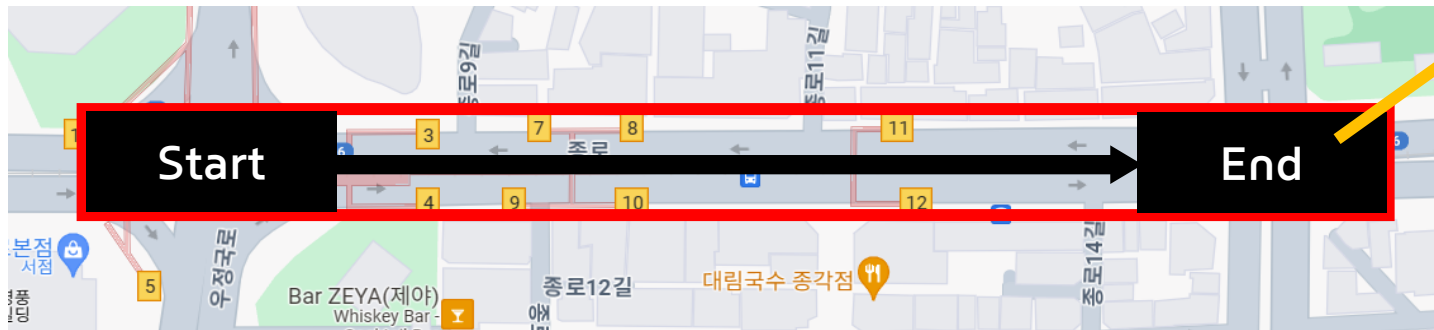 종로9길
종로11길
1
3
7
8
11
6
6
Start
종로
End
4
9
10
12
본점
서점
5
우정국로
종로14길
Bar ZEYA(제야)
Whiskey Bar -
종로12길
대림국수 종각점